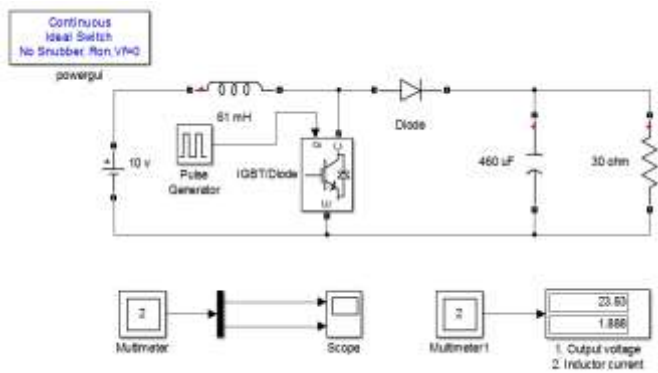 Continuous
Ideal Switch
No Snubber, Ron, Vf=0
powergui
61 mH
Diode
10 v
Pulse
Generator
IGBT/Diode
g
C
E
460 uF
30 ohm
2
Multimeter
Scope
2
Multimeter1
23.63
1.888
1. Output voltage
2. Inductor current